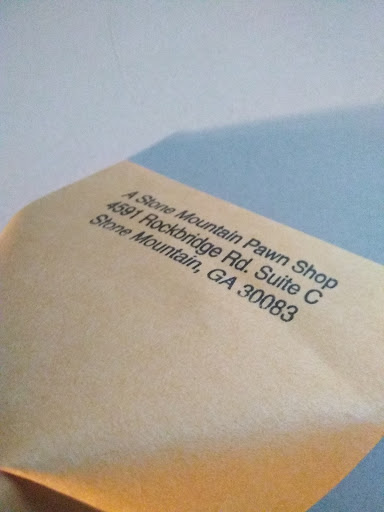 A Stone Mountain Pawn Shop
4591 Rockbridge Rd. Suite C
Stone Mountain, GA 30083